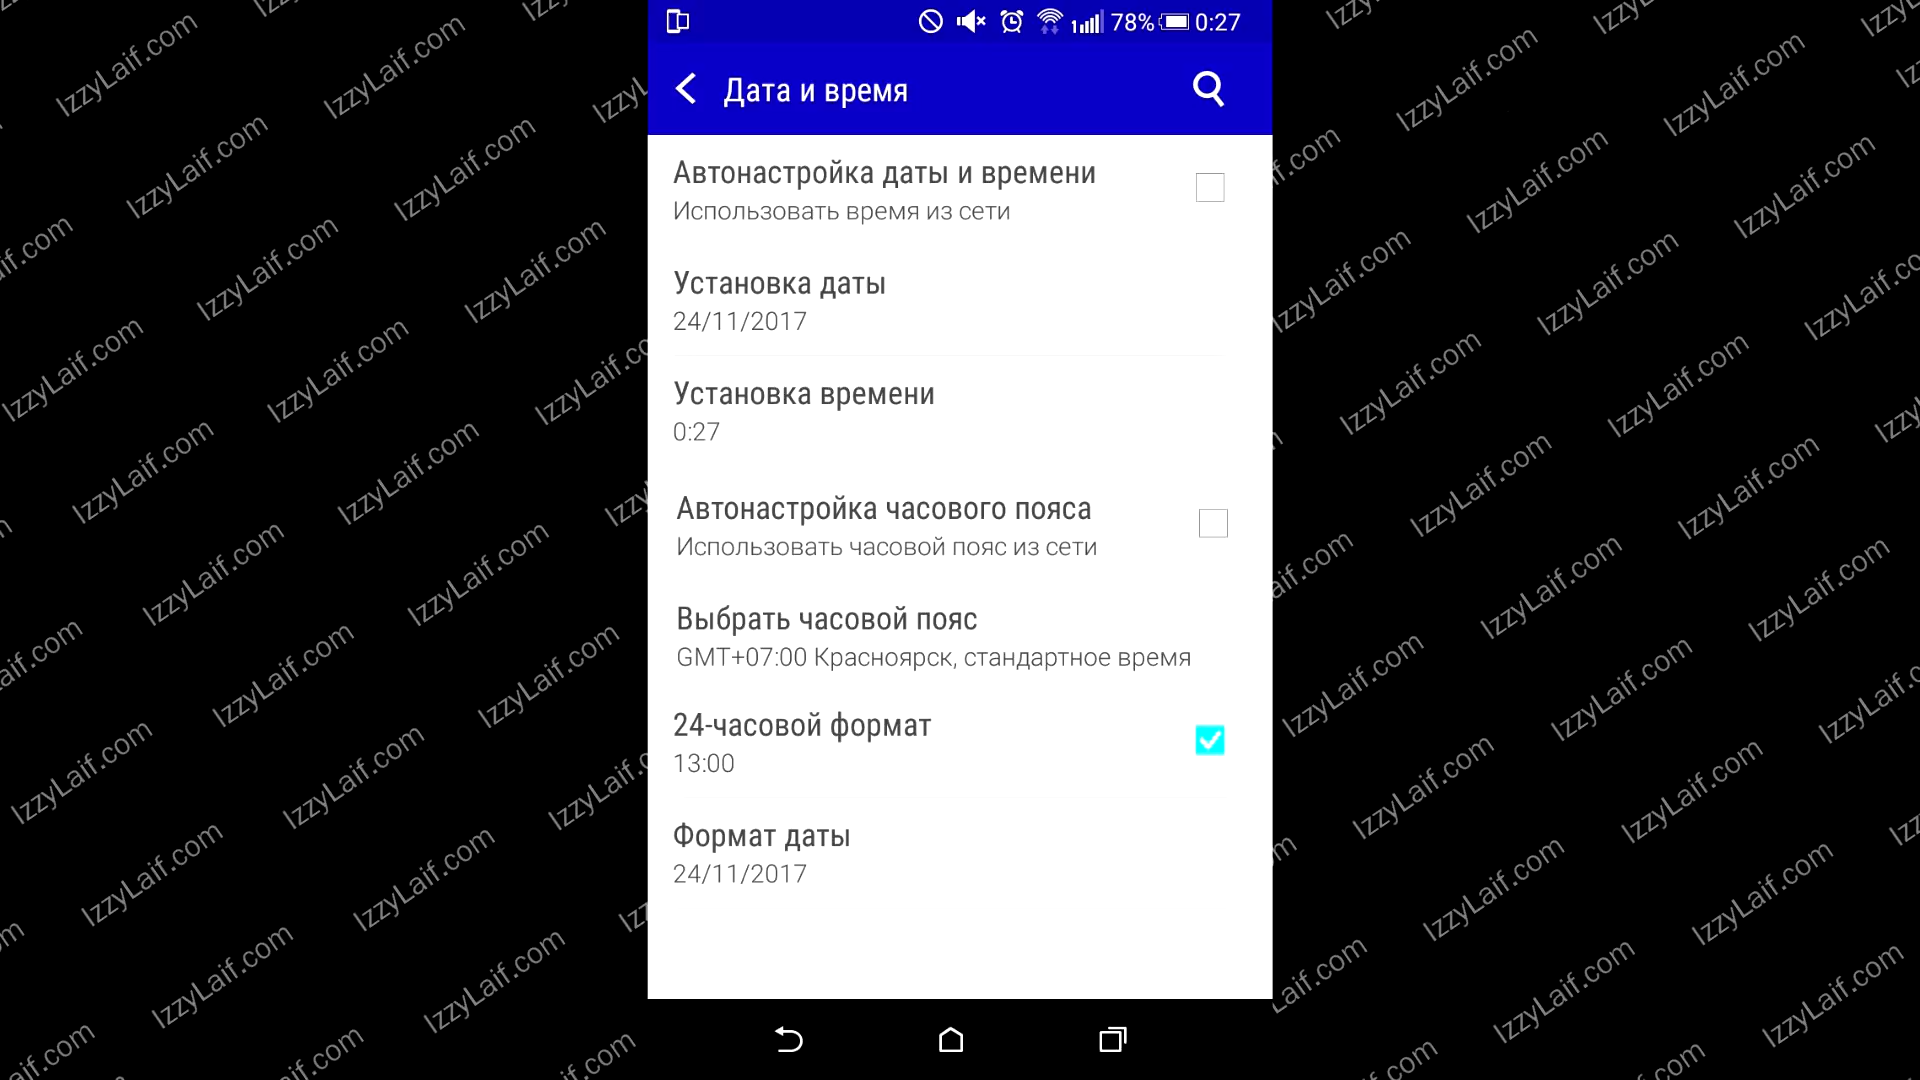 78% 0:27
Дата и время
Автонастройка даты и времени
Использовать время из сети
Установка даты
24/11/2017
Установка времени
0:27
Автонастройка часового пояса
Использовать часовой пояс из сети
Выбрать часовой пояс
GMT+07:00 Красноярск, стандартное время
24-часовой формат
13:00
Формат даты
24/11/2017
IzzyLaif.com